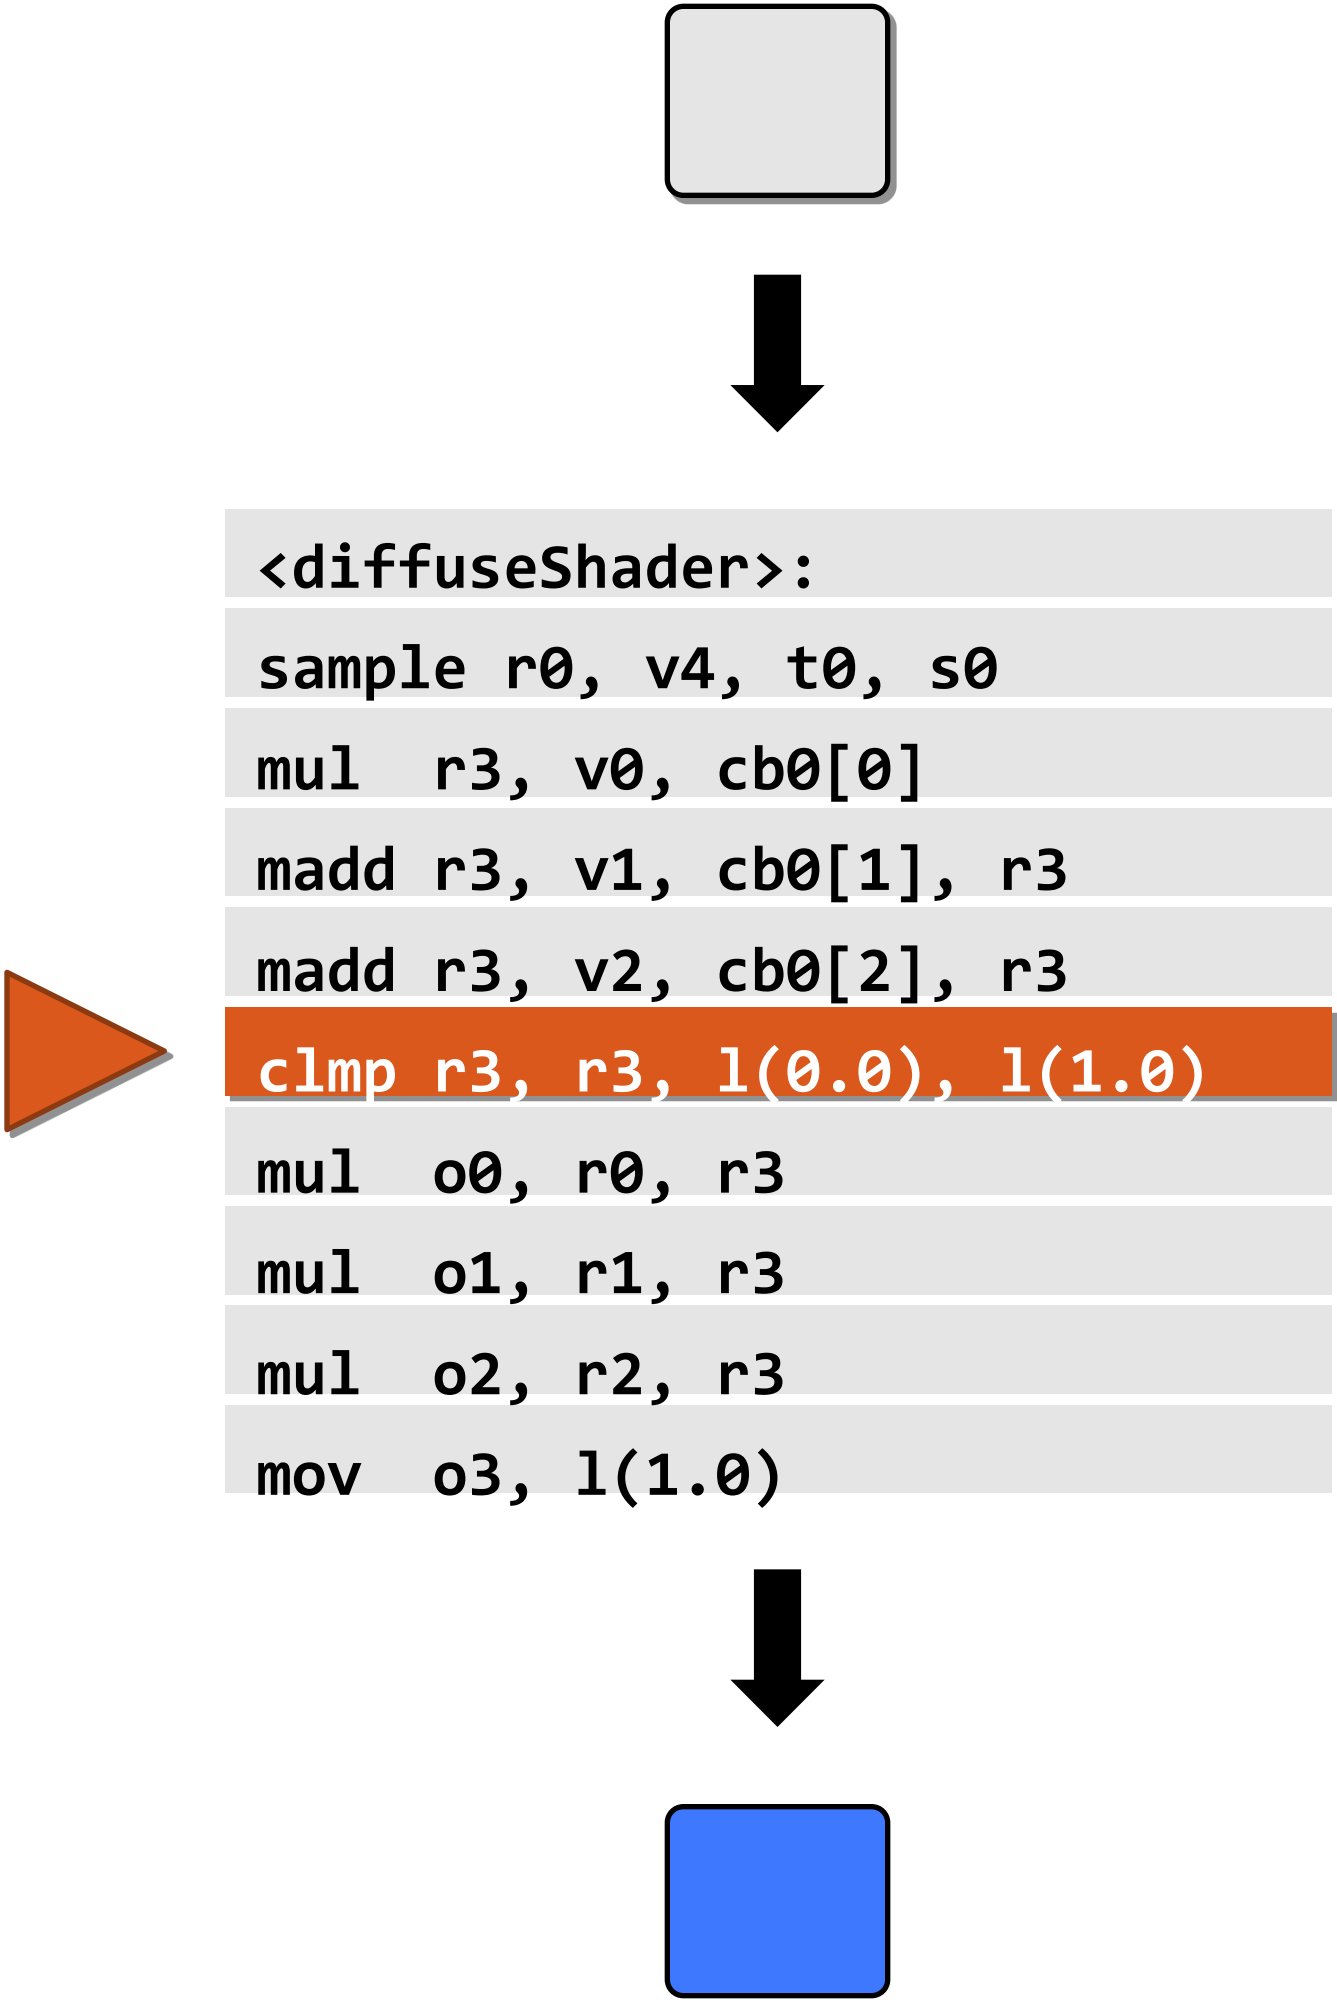 <diffuseShader>:
sample r0, v4, t0, s0
mul  r3, v0, cb0[0]
madd r3, v1, cb0[1], r3
madd r3, v2, cb0[2], r3
clmp r3, r3, l(0.0), l(1.0)
mul  o0, r0, r3
mul  o1, r1, r3
mul  o2, r2, r3
mov  o3, l(1.0)